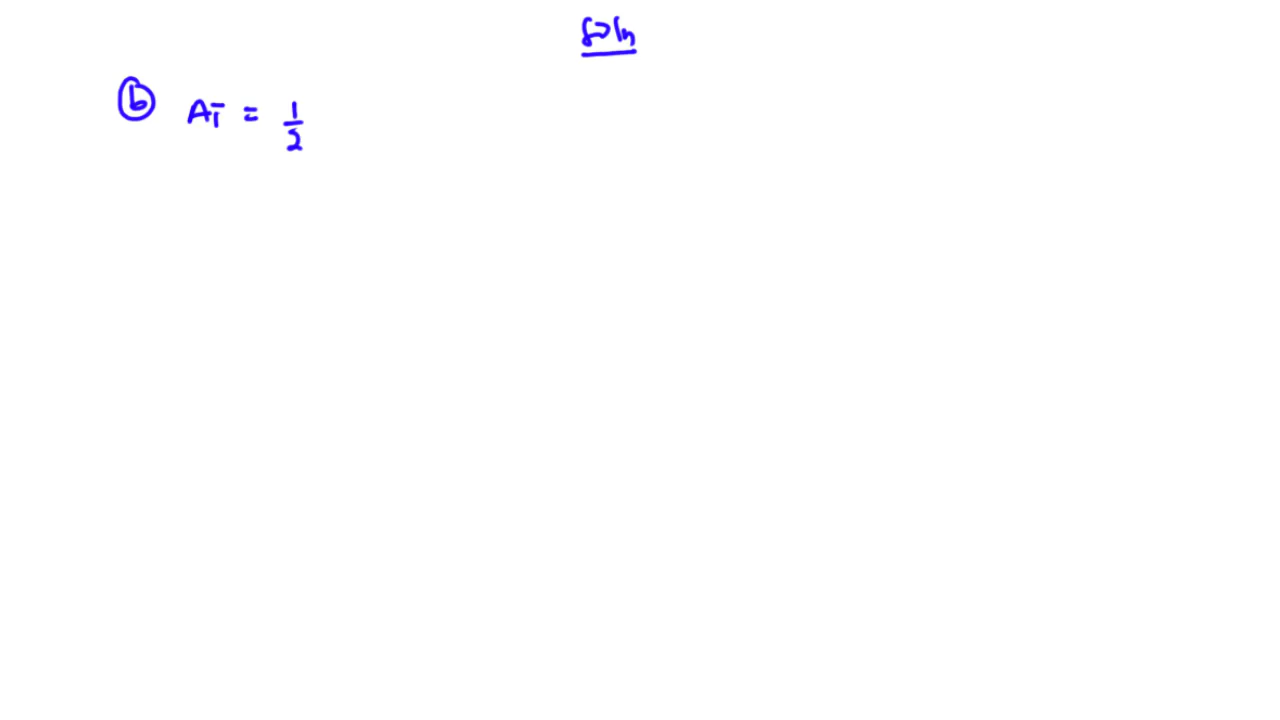 soln
(b) AT = 1/2